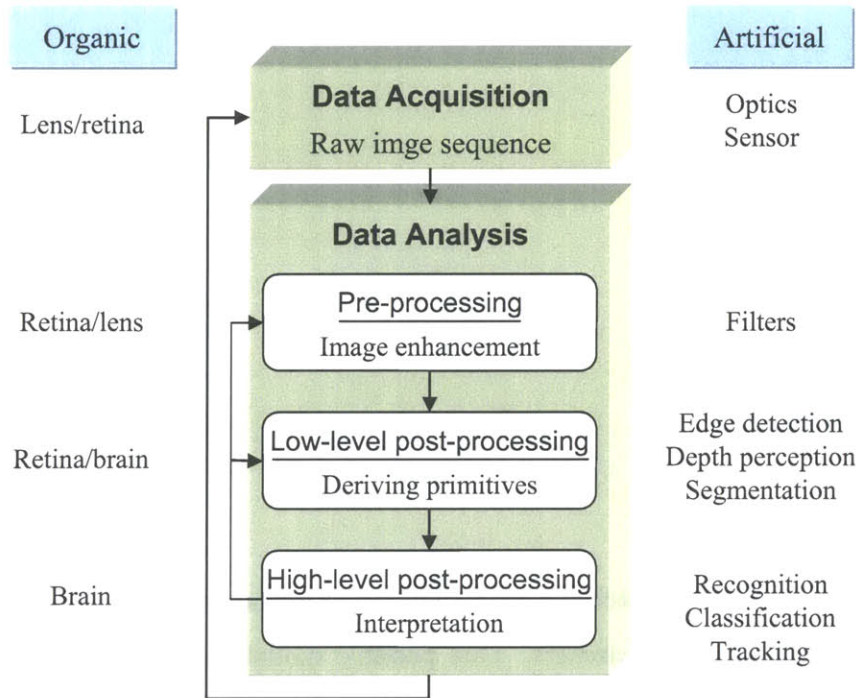 Organic
Artificial
Data Acquisition
Raw imge sequence
Lens/retina
Optics
Sensor
Data Analysis
Pre-processing
Image enhancement
Retina/lens
Filters
Low-level post-processing
Deriving primitives
Retina/brain
Edge detection
Depth perception
Segmentation
High-level post-processing
Interpretation
Brain
Recognition
Classification
Tracking